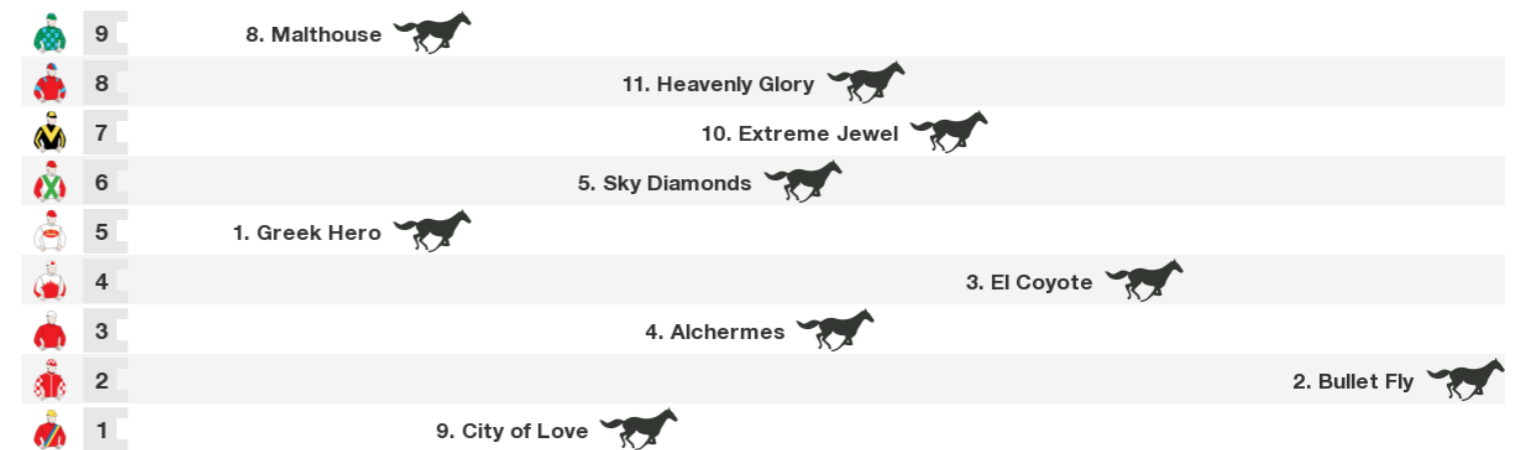 9 8. Malthouse
8 11. Heavenly Glory
7 10. Extreme Jewel
6 5. Sky Diamonds
5 1. Greek Hero
4 3. El Coyote
3 4. Alchermes
2 2. Bullet Fly
1 9. City of Love